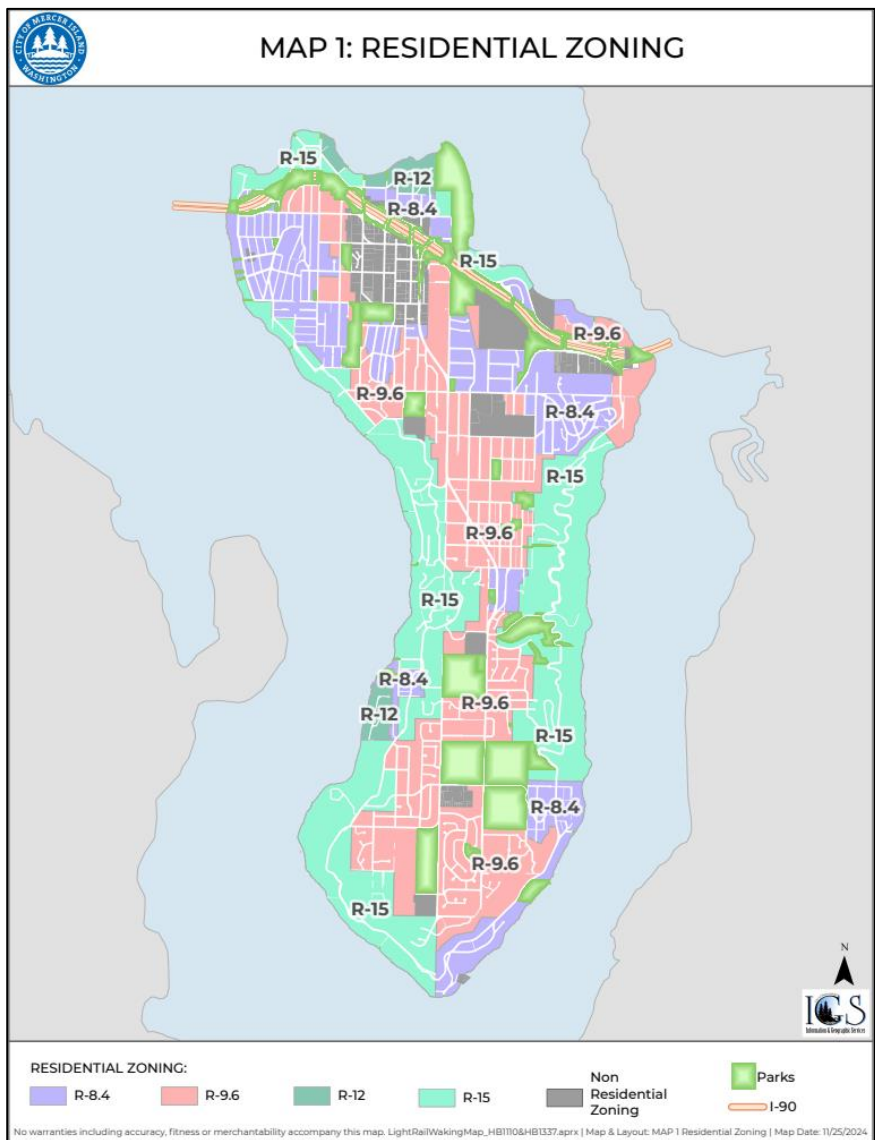 CITY OF MERCER ISLAND
WASHINGTON
MAP 1: RESIDENTIAL ZONING
R-15
R-12
R-8.4
R-15
R-9.6
R-9.6
R-8.4
R-15
R-9.6
R-15
R-8.4
R-9.6
R-12
R-15
R-8.4
R-9.6
R-15
N
IGS
Information & Geographic Services
RESIDENTIAL ZONING:
R-8.4
R-9.6
R-12
R-15
Non
Residential
Zoning
Parks
I-90
No warranties including accuracy, fitness or merchantability accompany this map. LightRailWakingMap_HB1110&HB1337.aprx | Map & Layout: MAP 1 Residential Zoning | Map Date: 11/25/2024